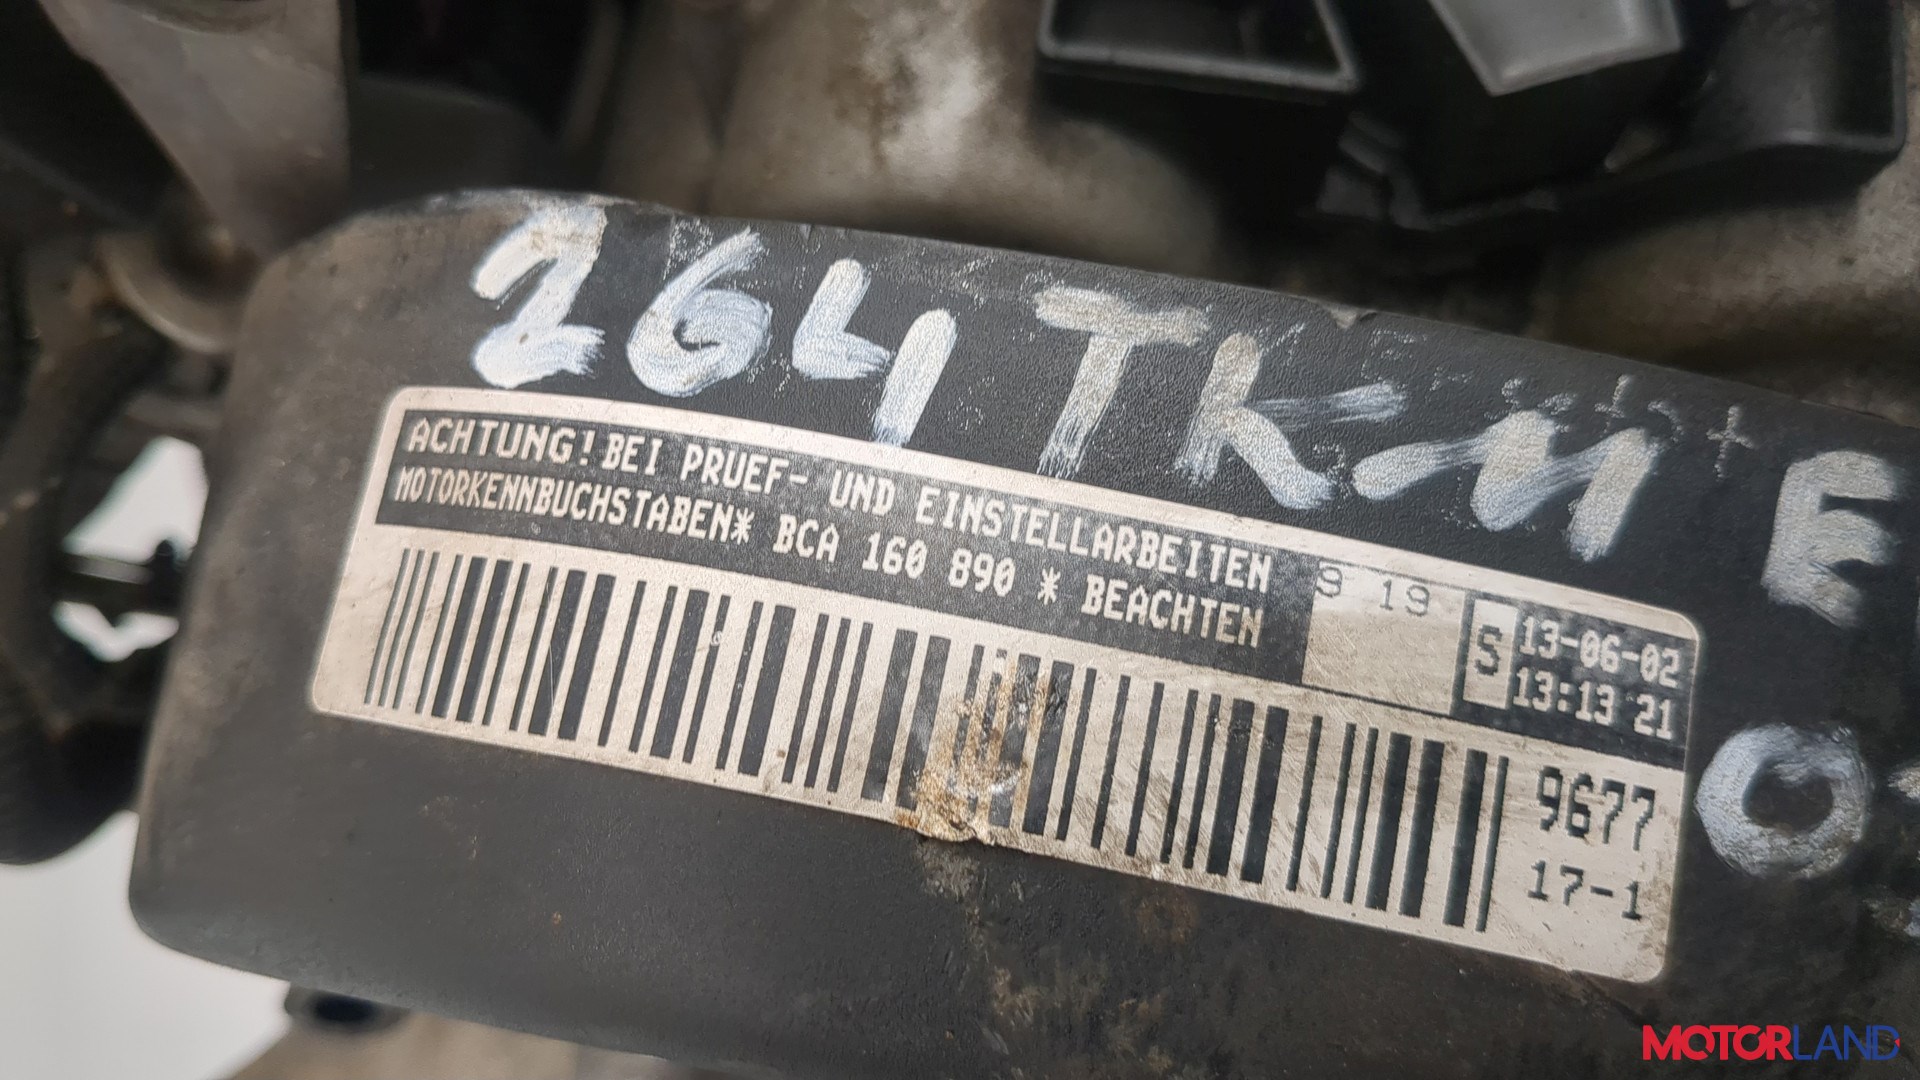 264 TKM E
ACHTUNG! BEI PRUEF- UND EINSTELLARBEITEN
MOTORKENNBUCHSTABEN* BCA 160 890 * BEACHTEN
9 19
S
13-06-02
13:13 21
9677
17-1
O
MOTORLAND